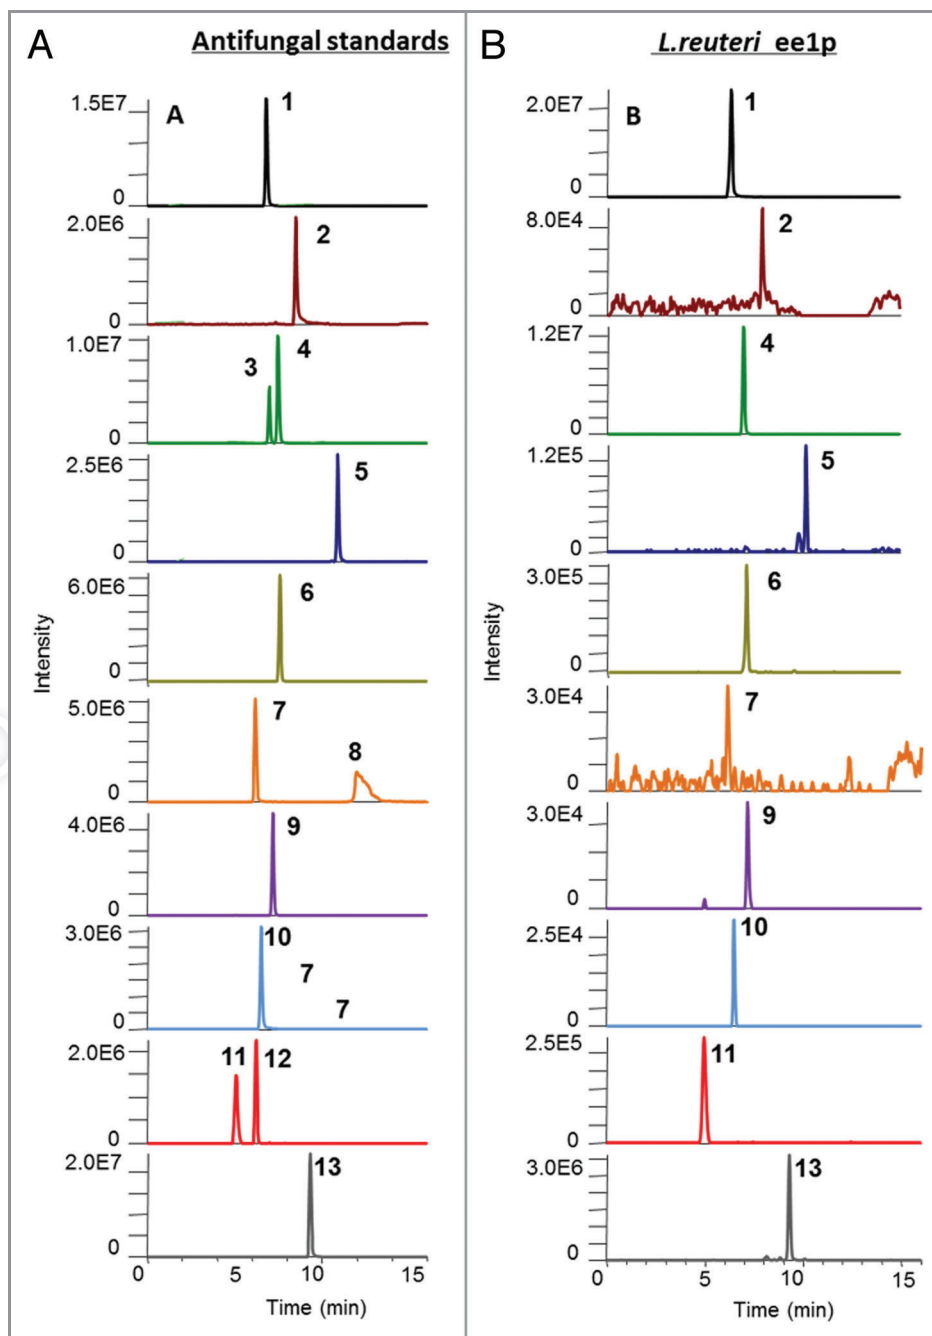 A
Antifungal standards
1.5E7
A
1
0
2.0E6
2
0
1.0E7
3
4
0
2.5E6
5
0
6.0E6
6
0
5.0E6
7
8
0
4.0E6
9
0
3.0E6
10
7
7
0
2.0E6
11
12
0
2.0E7
13
0
0 5 10 15
Time (min)
Intensity
B
L.reuteri ee1p
2.0E7
B
1
0
8.0E4
2
0
1.2E7
4
0
1.2E5
5
0
3.0E5
6
0
3.0E4
7
0
3.0E4
9
0
2.5E4
10
0
2.5E5
11
0
3.0E6
13
0
0 5 10 15
Time (min)
Intensity